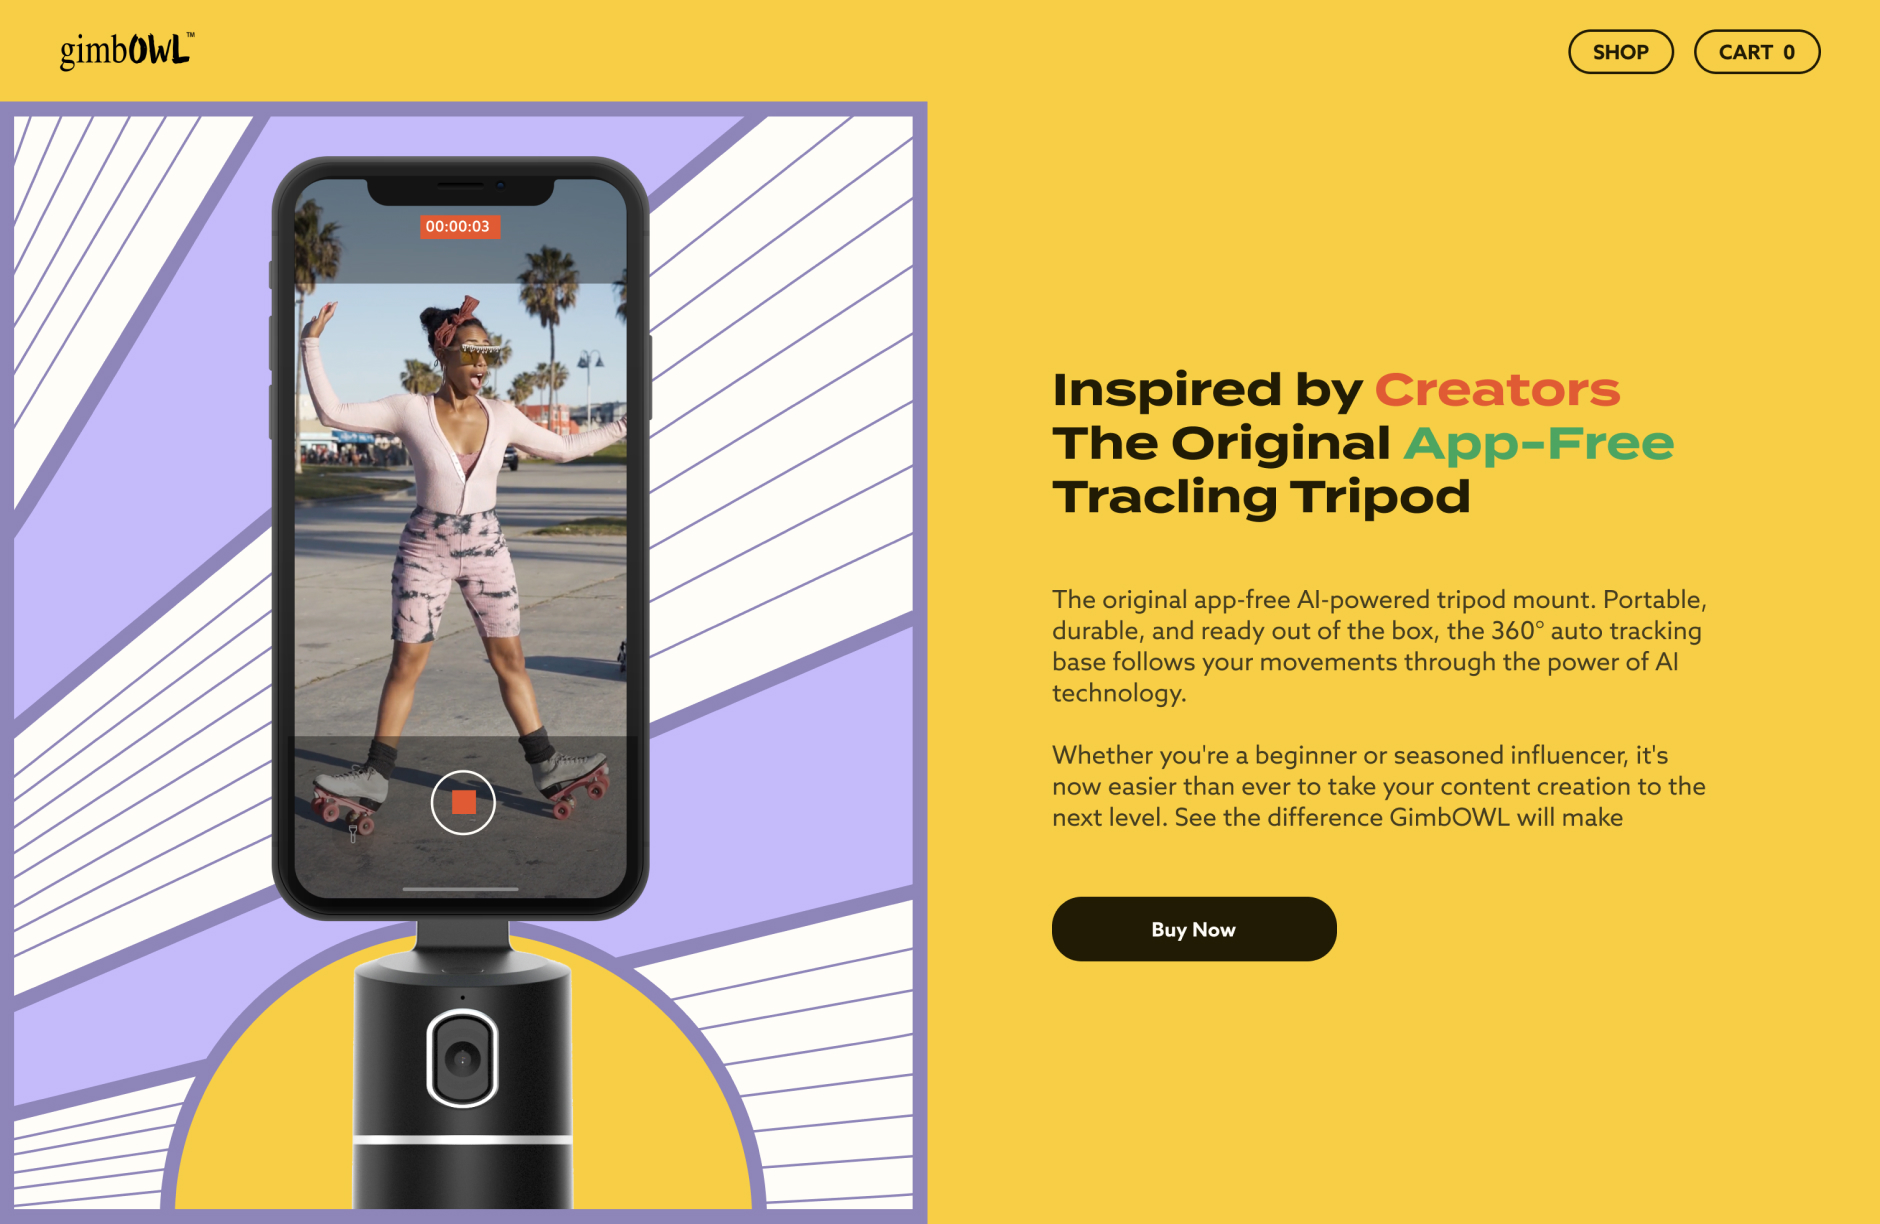 gimbOWL™
SHOP
CART 0
00:00:03
Inspired by Creators
The Original App-Free
Tracling Tripod
The original app-free AI-powered tripod mount. Portable,
durable, and ready out of the box, the 360° auto tracking
base follows your movements through the power of AI
technology.
Whether you're a beginner or seasoned influencer, it's
now easier than ever to take your content creation to the
next level. See the difference GimbOWL will make
Buy Now